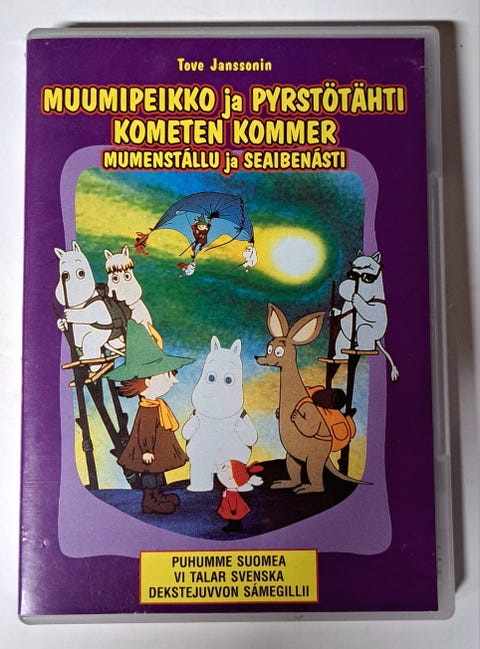 Tove Janssonin
MUUMIPEIKKO ja PYRSTÖTÄHTI
KOMETEN KOMMER
MUMENSTÁLLU ja SEAIBENÁSTI
PUHUMME SUOMEA
VI TALAR SVENSKA
DEKSTEJUVVON SÁMEGILLII